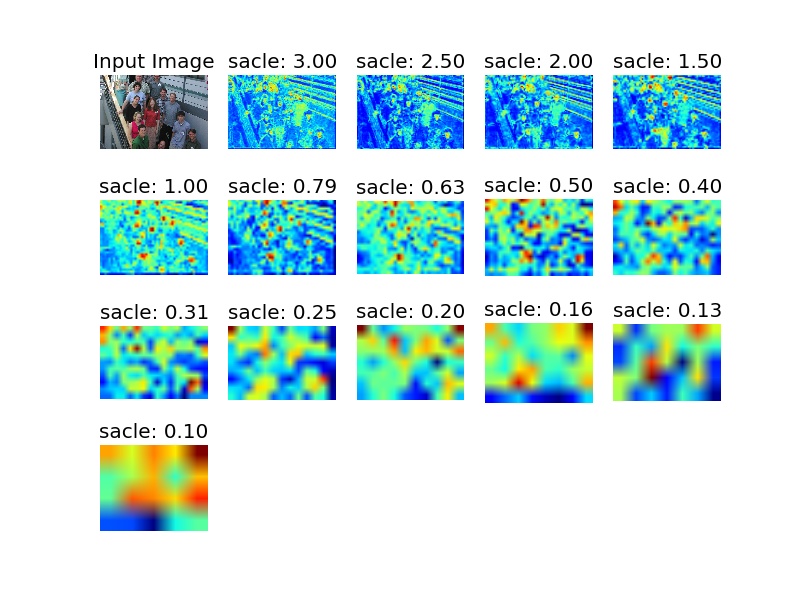 Input Image sacle: 3.00 sacle: 2.50 sacle: 2.00 sacle: 1.50
sacle: 1.00 sacle: 0.79 sacle: 0.63 sacle: 0.50 sacle: 0.40
sacle: 0.31 sacle: 0.25 sacle: 0.20 sacle: 0.16 sacle: 0.13
sacle: 0.10